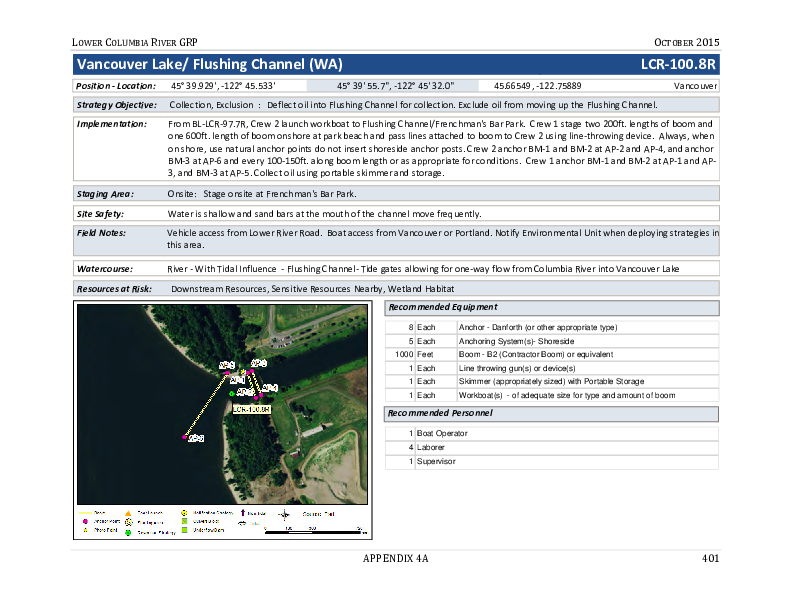 LOWER COLUMBIA RIVER GRP
OCTOBER 2015
Vancouver Lake/ Flushing Channel (WA)
LCR-100.8R
Position - Location:
45° 39.929', -122° 45.533'
45° 39' 55.7", -122° 45' 32.0"
45.66549, -122.75889
Vancouver
Strategy Objective:
Collection, Exclusion : Deflect oil into Flushing Channel for collection. Exclude oil from moving up the Flushing Channel.
Implementation:
From BL-LCR-97.7R, Crew 2 launch workboat to Flushing Channel/Frenchman's Bar Park. Crew 1 stage two 200ft. lengths of boom and
one 600ft. length of boom onshore at park beach and pass lines attached to boom to Crew 2 using line-throwing device. Always, when
on shore, use natural anchor points do not insert shoreside anchor posts. Crew 2 anchor BM-1 and BM-2 at AP-2 and AP-4, and anchor
BM-3 at AP-6 and every 100-150ft. along boom length or as appropriate for conditions. Crew 1 anchor BM-1 and BM-2 at AP-1 and AP-
3, and BM-3 at AP-5. Collect oil using portable skimmer and storage.
Staging Area:
Onsite: Stage onsite at Frenchman's Bar Park.
Site Safety:
Water is shallow and sand bars at the mouth of the channel move frequently.
Field Notes:
Vehicle access from Lower River Road. Boat access from Vancouver or Portland. Notify Environmental Unit when deploying strategies in
this area.
Watercourse:
River - With Tidal Influence - Flushing Channel- Tide gates allowing for one-way flow from Columbia River into Vancouver Lake
Resources at Risk:
Downstream Resources, Sensitive Resources Nearby, Wetland Habitat
LCR-100.8R
Anchor Point
Photo Point
Notification Strategy
Recommended Equipment
8 Each Anchor - Danforth (or other appropriate type)
5 Each Anchoring System(s)- Shoreside
1000 Feet Boom - B2 (Contractor Boom) or equivalent
1 Each Line throwing gun(s) or device(s)
1 Each Skimmer (appropriately sized) with Portable Storage
1 Each Workboat(s) - of adequate size for type and amount of boom
Recommended Personnel
1 Boat Operator
4 Laborer
1 Supervisor
APPENDIX 4A
401